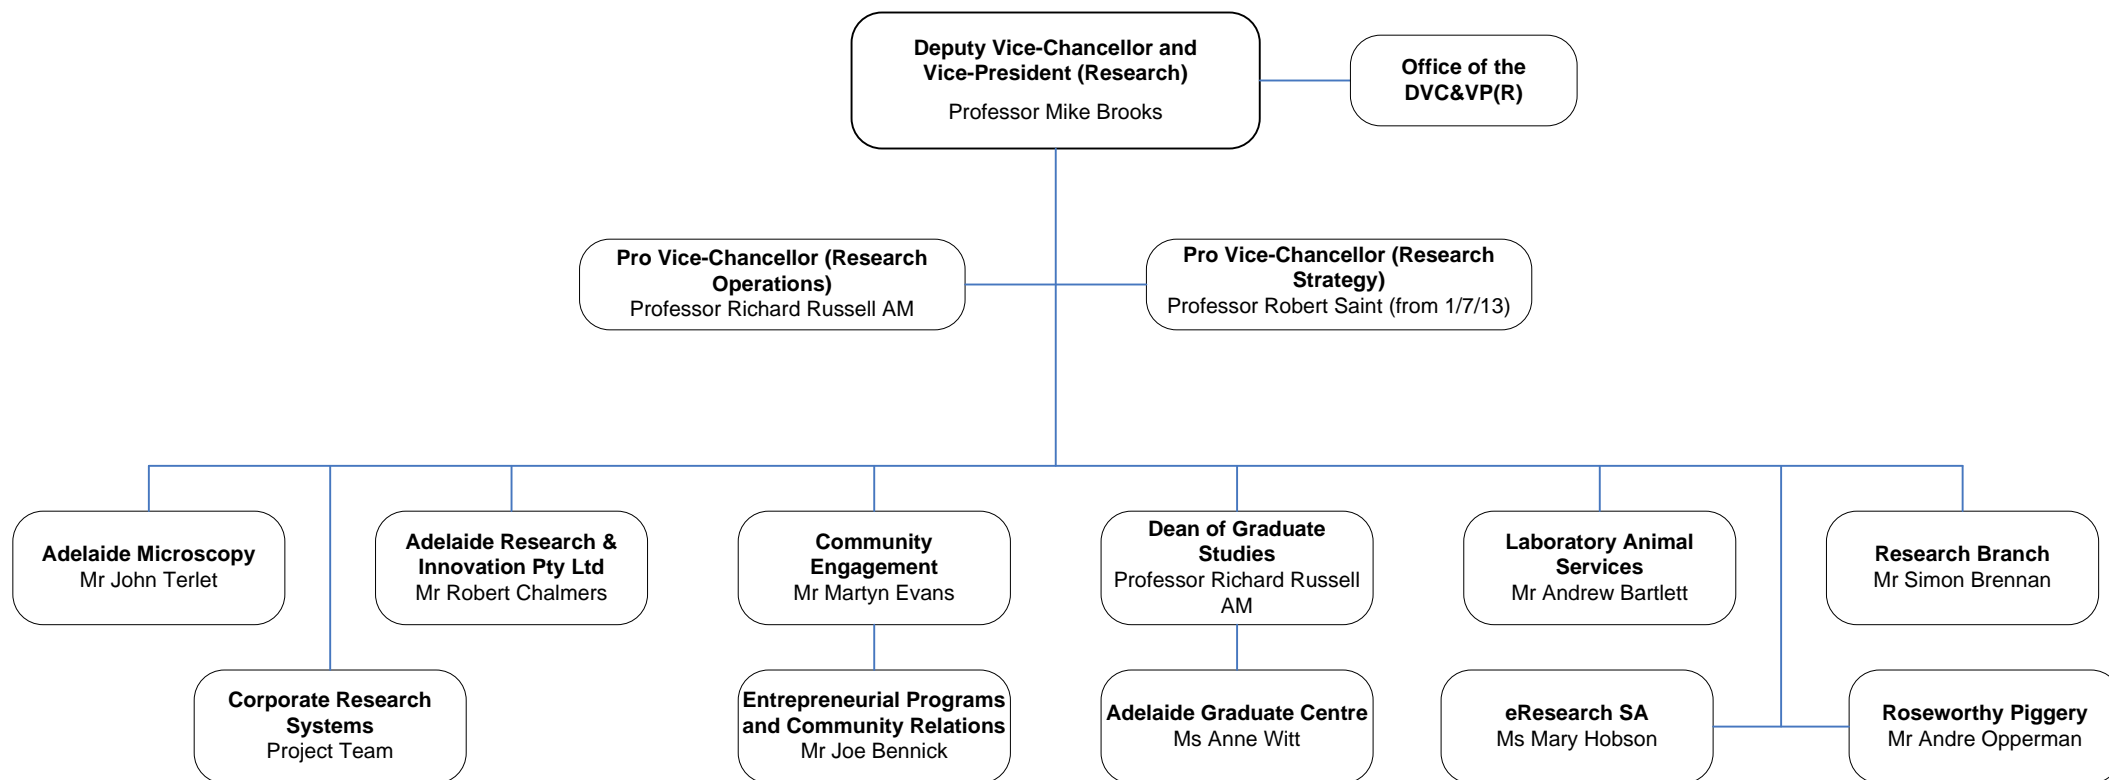 Deputy Vice-Chancellor and
Vice-President (Research)
Professor Mike Brooks
Office of the
DVC&VP(R)
Pro Vice-Chancellor (Research
Operations)
Professor Richard Russell AM
Pro Vice-Chancellor (Research
Strategy)
Professor Robert Saint (from 1/7/13)
Adelaide Microscopy
Mr John Terlet
Adelaide Research &
Innovation Pty Ltd
Mr Robert Chalmers
Community
Engagement
Mr Martyn Evans
Dean of Graduate
Studies
Professor Richard Russell
AM
Laboratory Animal
Services
Mr Andrew Bartlett
Research Branch
Mr Simon Brennan
Corporate Research
Systems
Project Team
Entrepreneurial Programs
and Community Relations
Mr Joe Bennick
Adelaide Graduate Centre
Ms Anne Witt
eResearch SA
Ms Mary Hobson
Roseworthy Piggery
Mr Andre Opperman